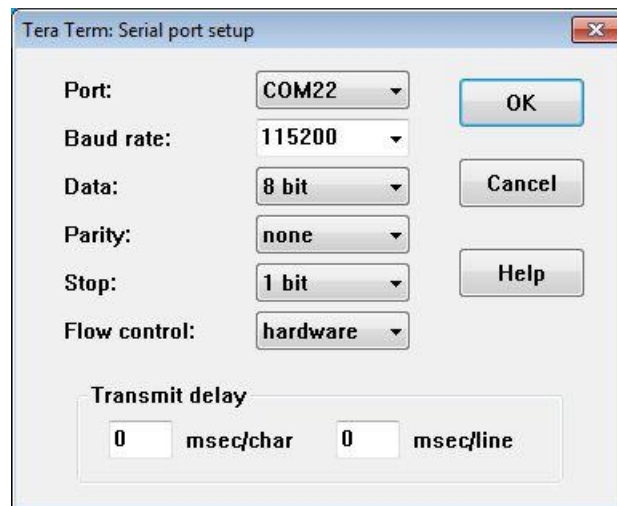 Tera Term: Serial port setup
Port: COM22 OK
Baud rate: 115200
Data: 8 bit Cancel
Parity: none
Stop: 1 bit Help
Flow control: hardware
Transmit delay
0 msec/char 0 msec/line